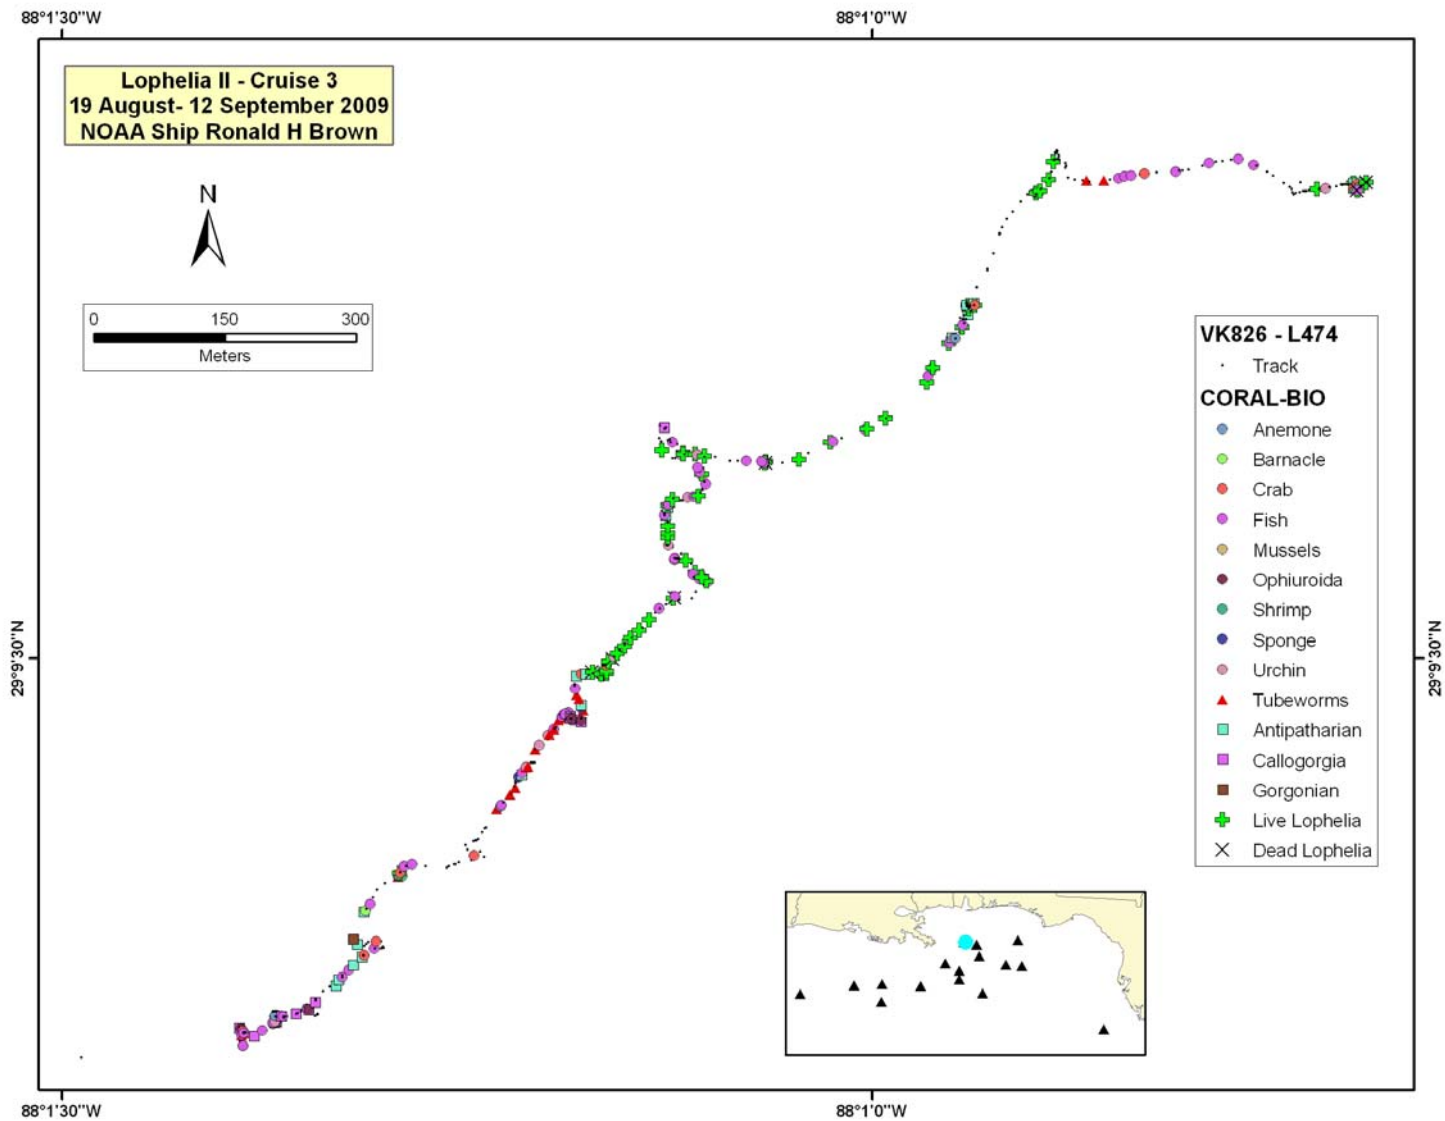 88°1'30"W 88°1'0"W
Lophelia II - Cruise 3
19 August- 12 September 2009
NOAA Ship Ronald H Brown
N
0 150 300
Meters
VK826 - L474
Track
CORAL-BIO
Anemone
Barnacle
Crab
Fish
Mussels
Ophiuroida
Shrimp
Sponge
Urchin
Tubeworms
Antipatharian
Callogorgia
Gorgonian
Live Lophelia
Dead Lophelia
29°9'30"N
29°9'30"N
88°1'30"W 88°1'0"W